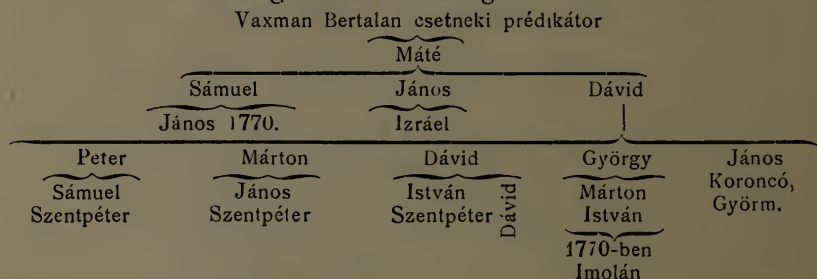 Vaxman Bertalan csetneki prédikátor
Máté
Sámuel János Dávid
János 1770. Izráel
Peter Márton Dávid György János
Sámuel János István Dávid Márton Koroncó,
Szentpéter Szentpéter Szentpéter István Győrm.
1770-ben
Imolán